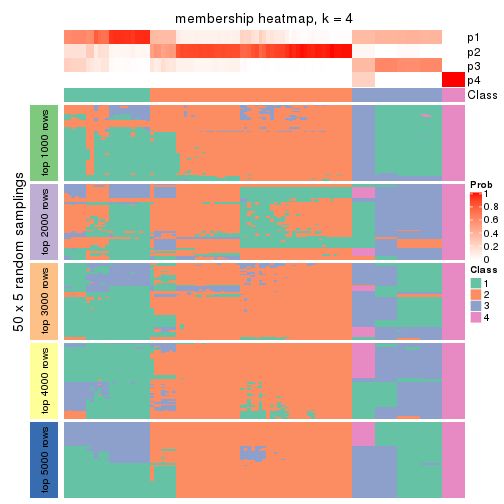 membership heatmap, k = 4
p1
p2
p3
p4
Class
50 x 5 random samplings
top 1000 rows
top 2000 rows
top 3000 rows
top 4000 rows
top 5000 rows
Prob
1
0.8
0.6
0.4
0.2
0
Class
1
2
3
4